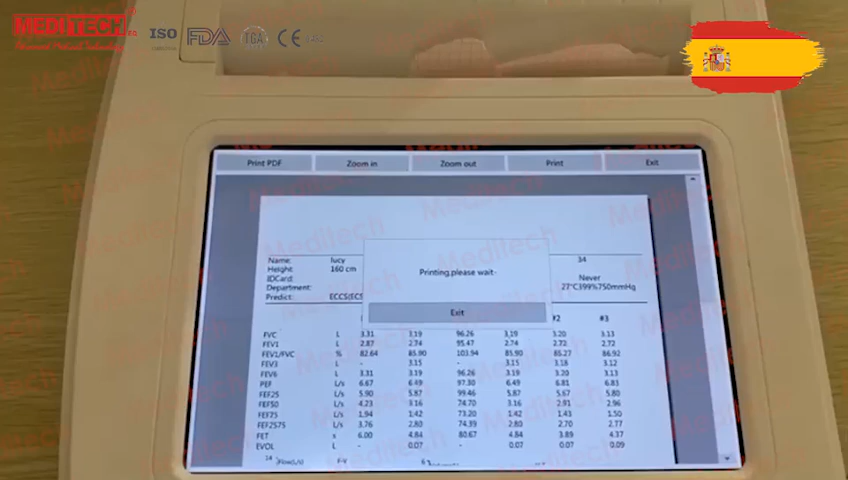 MEDITECH
ISO FDA TGA CE
Print PDF Zoom in Zoom out Print Exit
Name: lucy 34
Height: 160 cm
IDCard: Never
Department: 27°C399%750mmHg
Predict: ECCS(ECS
Printing,please wait·
Exit
#2 #3
FVC L 3.31 3.19 96.26 3.19 3.20 3.13
FEV1 L 2.87 2.74 95.47 2.74 2.72 2.72
FEV1/FVC % 82.64 85.90 103.94 85.90 85.27 86.92
FEV3 L - 3.15 - 3.15 3.18 3.12
FEV6 L 3.31 3.19 96.26 3.19 3.20 3.13
PEF L/s 6.67 6.49 97.30 6.49 6.81 6.83
FEF25 L/s 5.90 5.87 99.46 5.87 5.67 5.80
FEF50 L/s 4.23 3.16 74.70 3.16 2.91 2.96
FEF75 L/s 1.94 1.42 73.20 1.42 1.43 1.50
FEF2575 L/s 3.76 2.80 74.39 2.80 2.70 2.77
FET s 6.00 4.84 80.67 4.84 3.89 4.37
EVOL L - 0.07 - 0.07 0.07 0.09
14 Flow(L/s) F-V 6